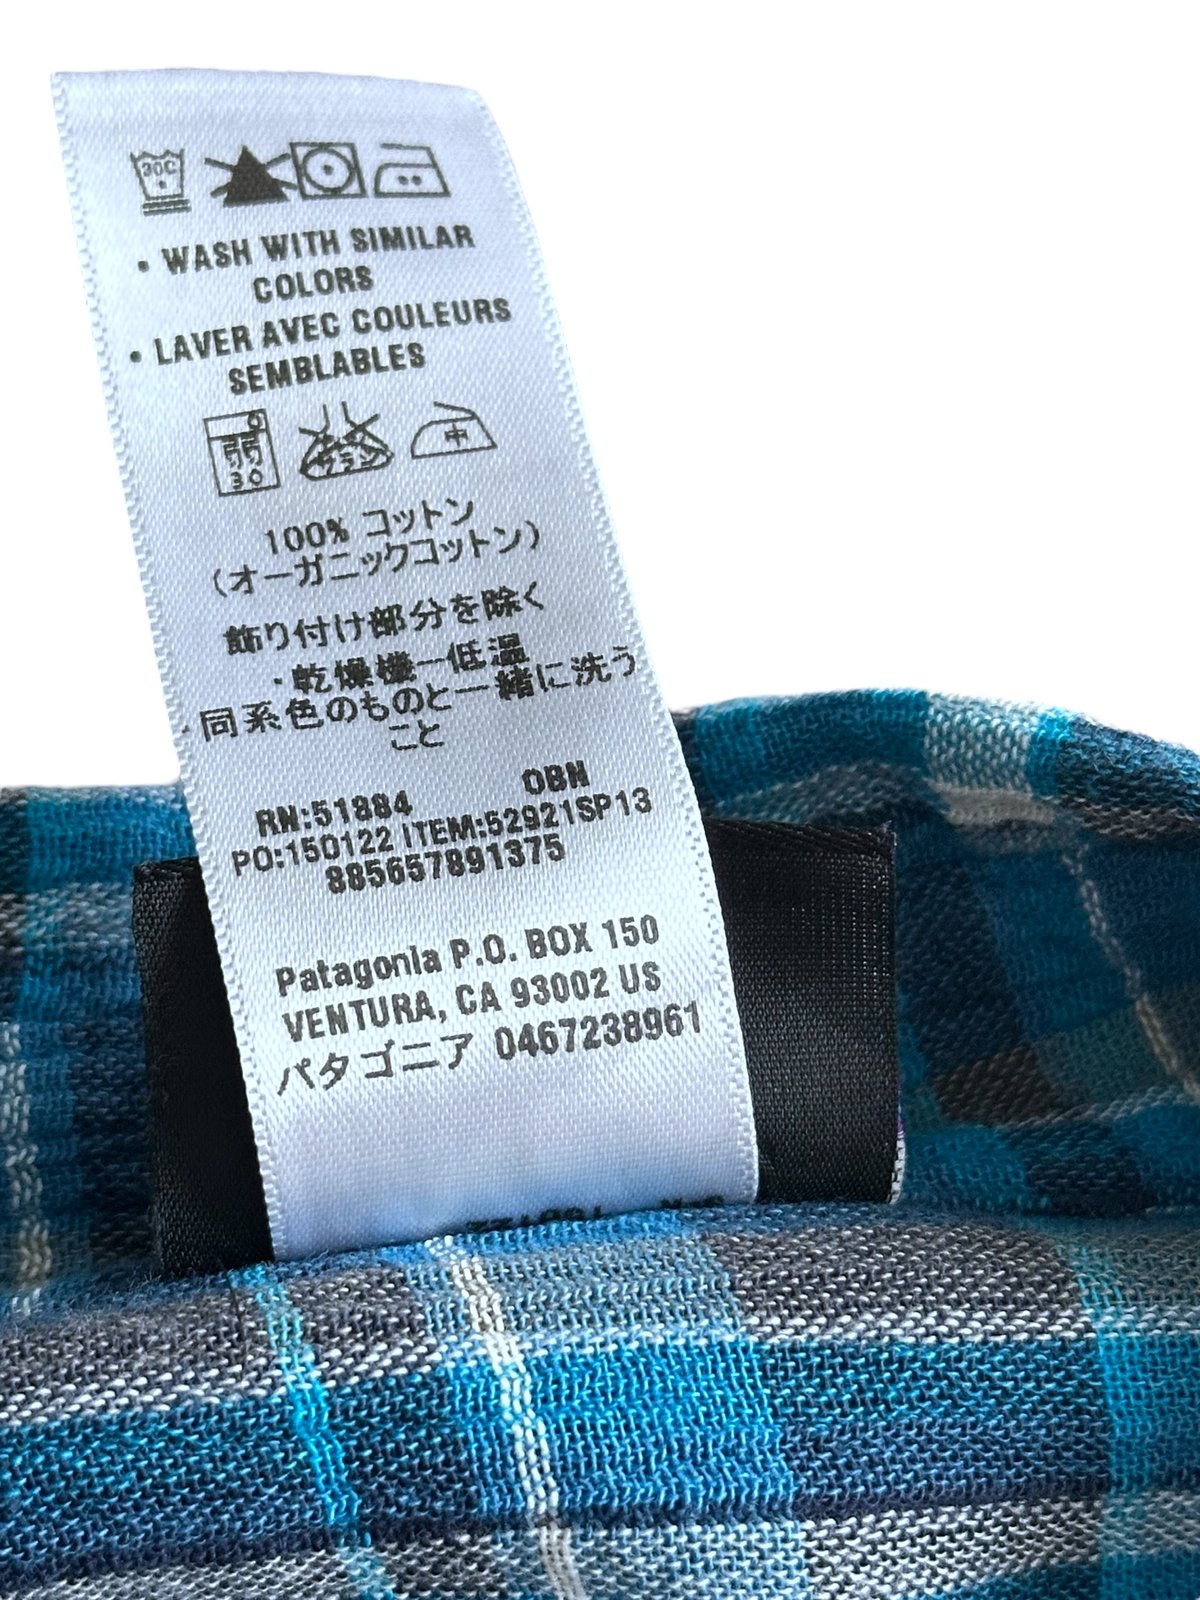 30C
• WASH WITH SIMILAR
COLORS
• LAVER AVEC COULEURS
SEMBLABLES
弱
30
サラシ
中
100% コットン
(オーガニックコットン)
飾り付け部分を除く
・乾燥機ー低温
・同系色のものと一緒に洗う
こと
OBN
RN:51884
PO:150122 ITEM:52921SP13
885657891375
Patagonia P.O. BOX 150
VENTURA, CA 93002 US
パタゴニア 0467238961